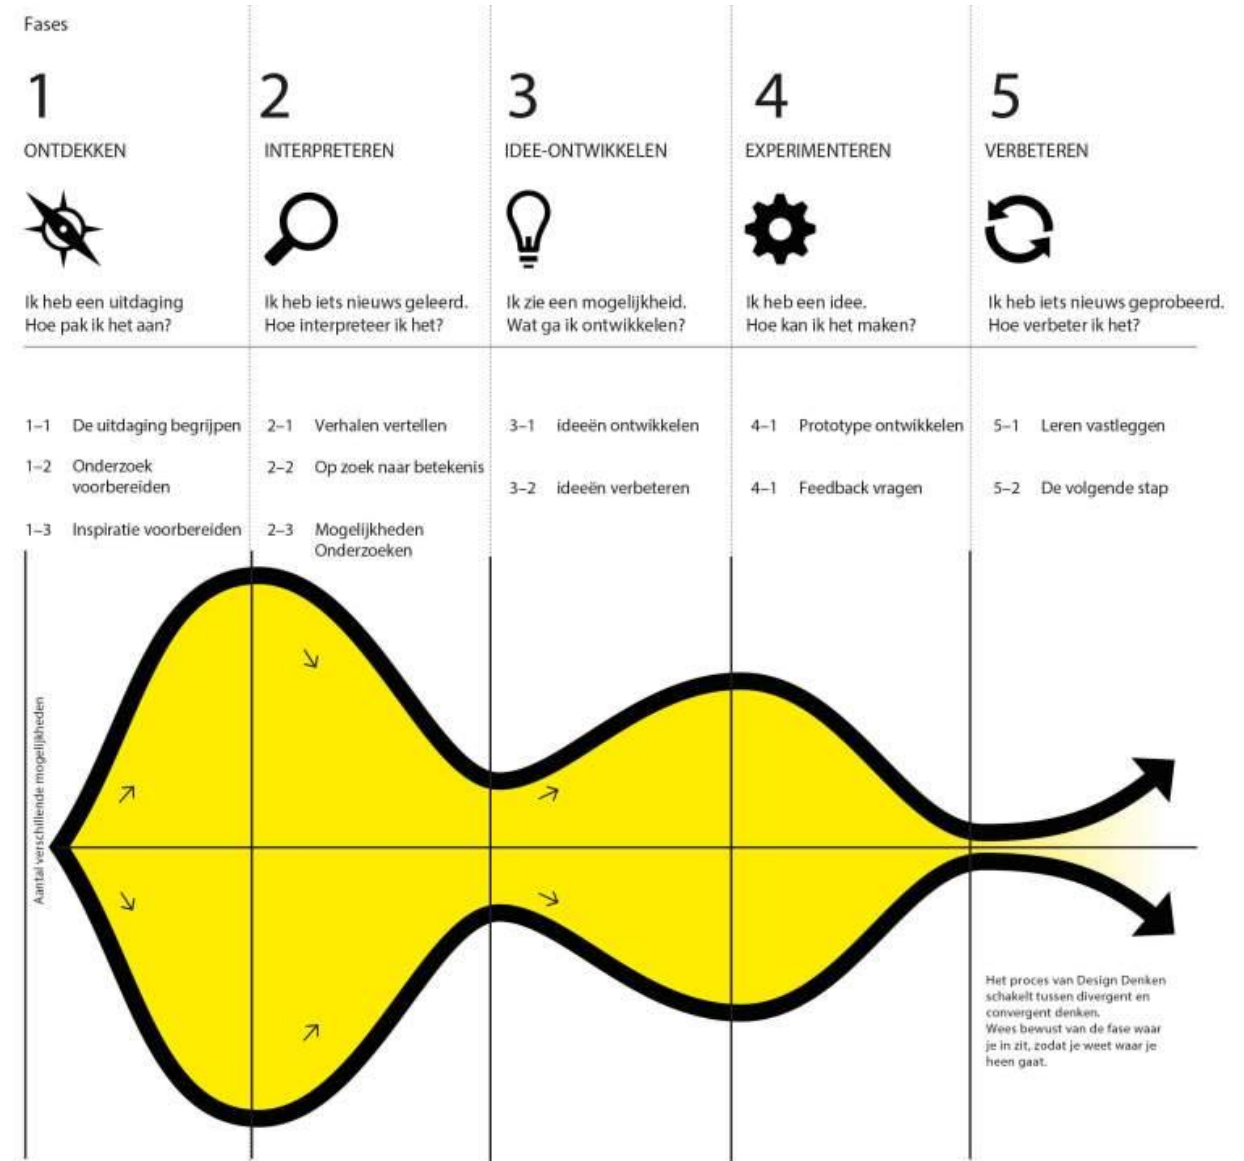 Fases
1
ONTDEKKEN
Ik heb een uitdaging
Hoe pak ik het aan?
2
INTERPRETEREN
Ik heb iets nieuws geleerd.
Hoe interpreteer ik het?
3
IDEE-ONTWIKKELEN
Ik zie een mogelijkheid.
Wat ga ik ontwikkelen?
4
EXPERIMENTEREN
Ik heb een idee.
Hoe kan ik het maken?
5
VERBETEREN
Ik heb iets nieuws geprobeerd.
Hoe verbeter ik het?
1–1 De uitdaging begrijpen
1–2 Onderzoek
voorbereiden
1–3 Inspiratie voorbereiden
2–1 Verhalen vertellen
2–2 Op zoek naar betekenis
2–3 Mogelijkheden
Onderzoeken
3–1 ideeën ontwikkelen
3–2 ideeën verbeteren
4–1 Prototype ontwikkelen
4–1 Feedback vragen
5–1 Leren vastleggen
5–2 De volgende stap
Aantal verschillende mogelijkheden
Het proces van Design Denken
schakelt tussen divergent en
convergent denken.
Wees bewust van de fase waar
je in zit, zodat je weet waar je
heen gaat.